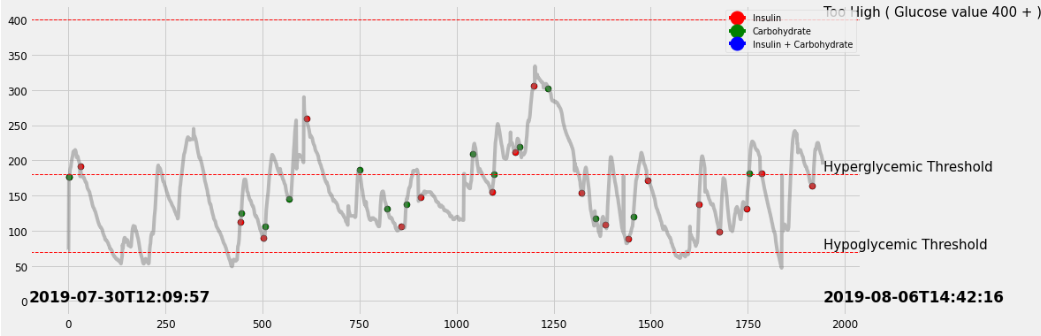 Too High ( Glucose value 400 + )
400
Insulin
Carbohydrate
Insulin + Carbohydrate
350
300
250
200
Hyperglycemic Threshold
150
100
Hypoglycemic Threshold
50
0
2019-07-30T12:09:57
2019-08-06T14:42:16
0 250 500 750 1000 1250 1500 1750 2000